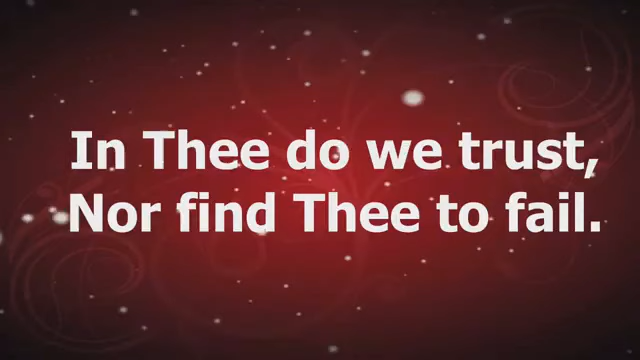 In Thee do we trust,
Nor find Thee to fail.